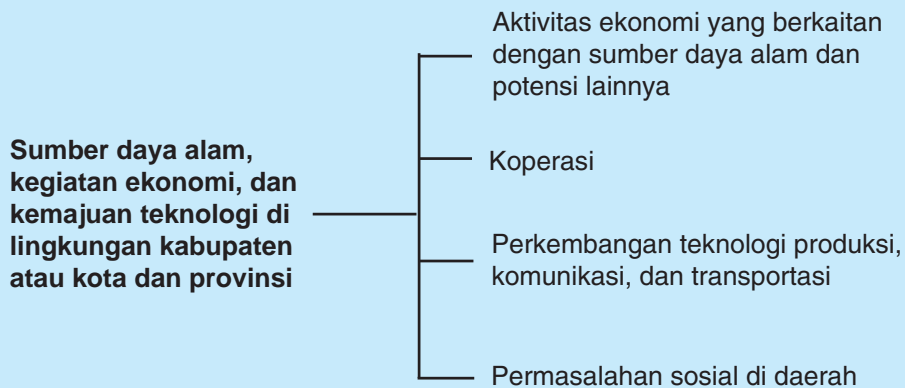 Sumber daya alam,
kegiatan ekonomi, dan
kemajuan teknologi di
lingkungan kabupaten
atau kota dan provinsi
Aktivitas ekonomi yang berkaitan
dengan sumber daya alam dan
potensi lainnya
Koperasi
Perkembangan teknologi produksi,
komunikasi, dan transportasi
Permasalahan sosial di daerah